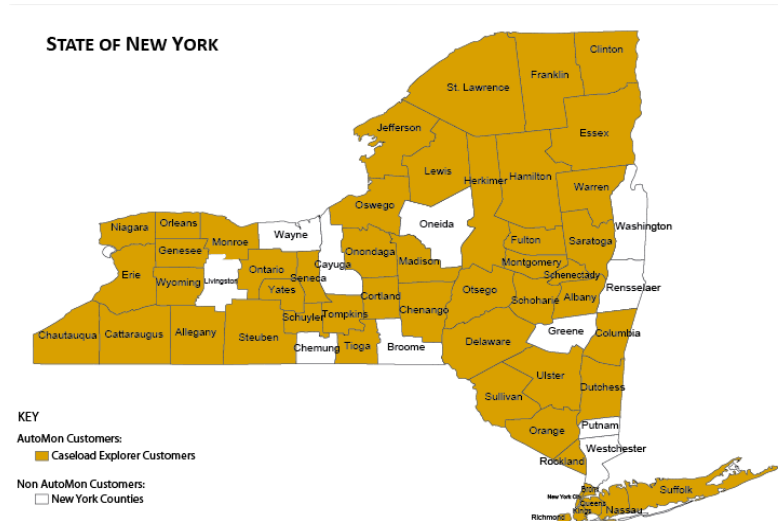 STATE OF NEW YORK
Clinton
Franklin
St. Lawrence
Jefferson
Essex
Lewis
Herkimer
Hamilton
Warren
Oswego
Oneida
Washington
Niagara
Orleans
Monroe
Wayne
Cayuga
Onondaga
Madison
Fulton
Saratoga
Genesee
Montgomery
Schenectady
Erie
Wyoming
Livingston
Ontario
Seneca
Yates
Cortland
Otsego
Schoharie
Albany
Rensselaer
Chenango
Schuyler
Tompkins
Chautauqua
Cattaraugus
Allegany
Steuben
Chemung
Tioga
Broome
Delaware
Greene
Columbia
Ulster
Sullivan
Dutchess
Orange
Putnam
Westchester
Rockland
Bronx
New York
Queens
Kings
Nassau
Suffolk
Richmond
KEY
AutoMon Customers:
Caseload Explorer Customers
Non AutoMon Customers:
New York Counties